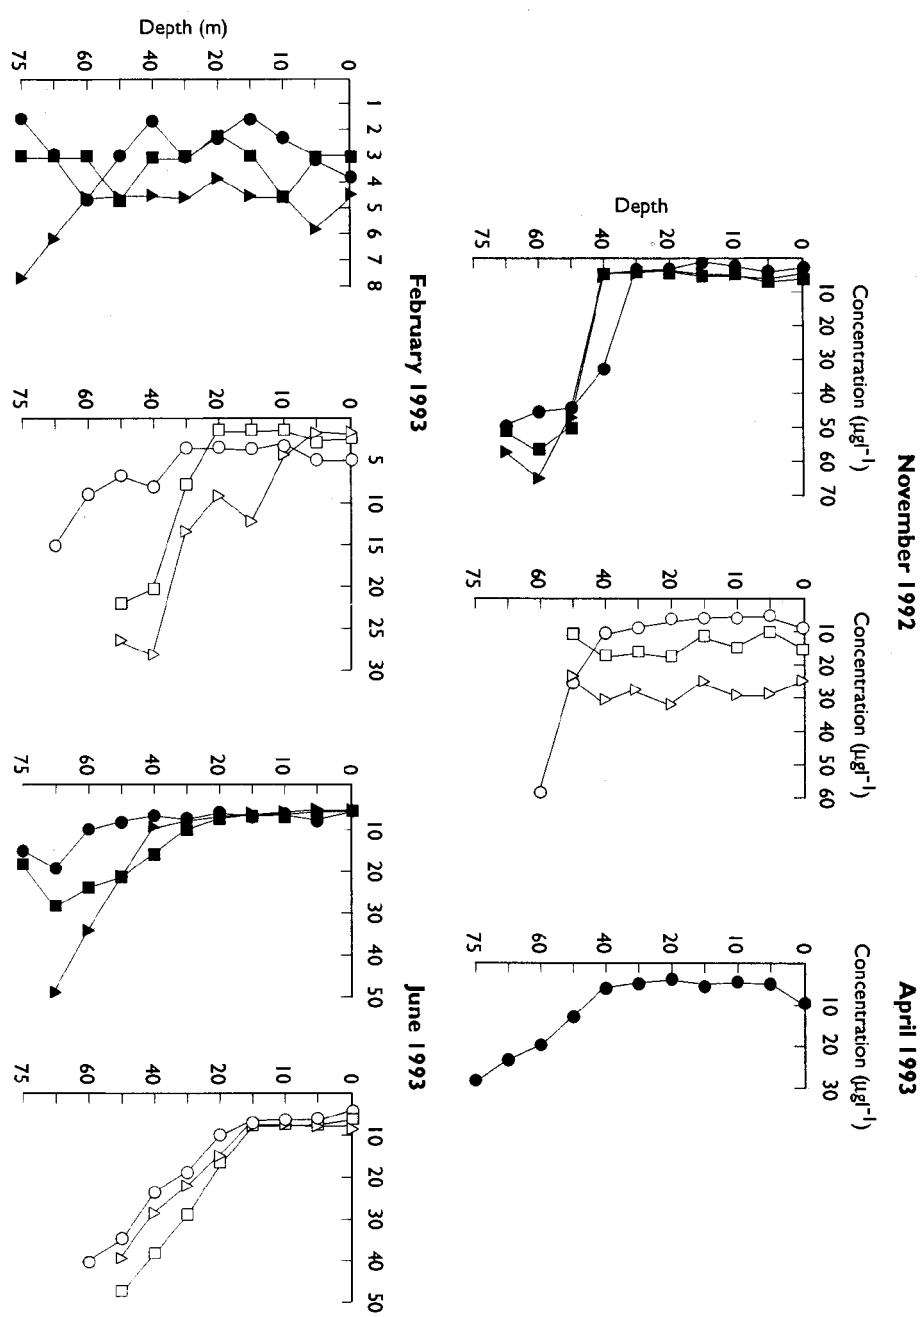 November 1992
April 1993
Concentration (µgl⁻¹)
Concentration (µgl⁻¹)
Concentration (µgl⁻¹)
10 20 30 40 50 60 70
10 20 30 40 50 60
10 20 30
Depth
0
10
20
40
60
75
0
10
20
40
60
75
0
10
20
40
60
75
February 1993
June 1993
1 2 3 4 5 6 7 8
5 10 15 20 25 30
10 20 30 40 50
10 20 30 40 50
Depth (m)
0
10
20
40
60
75
0
10
20
40
60
75
0
10
20
40
60
75
0
10
20
40
60
75